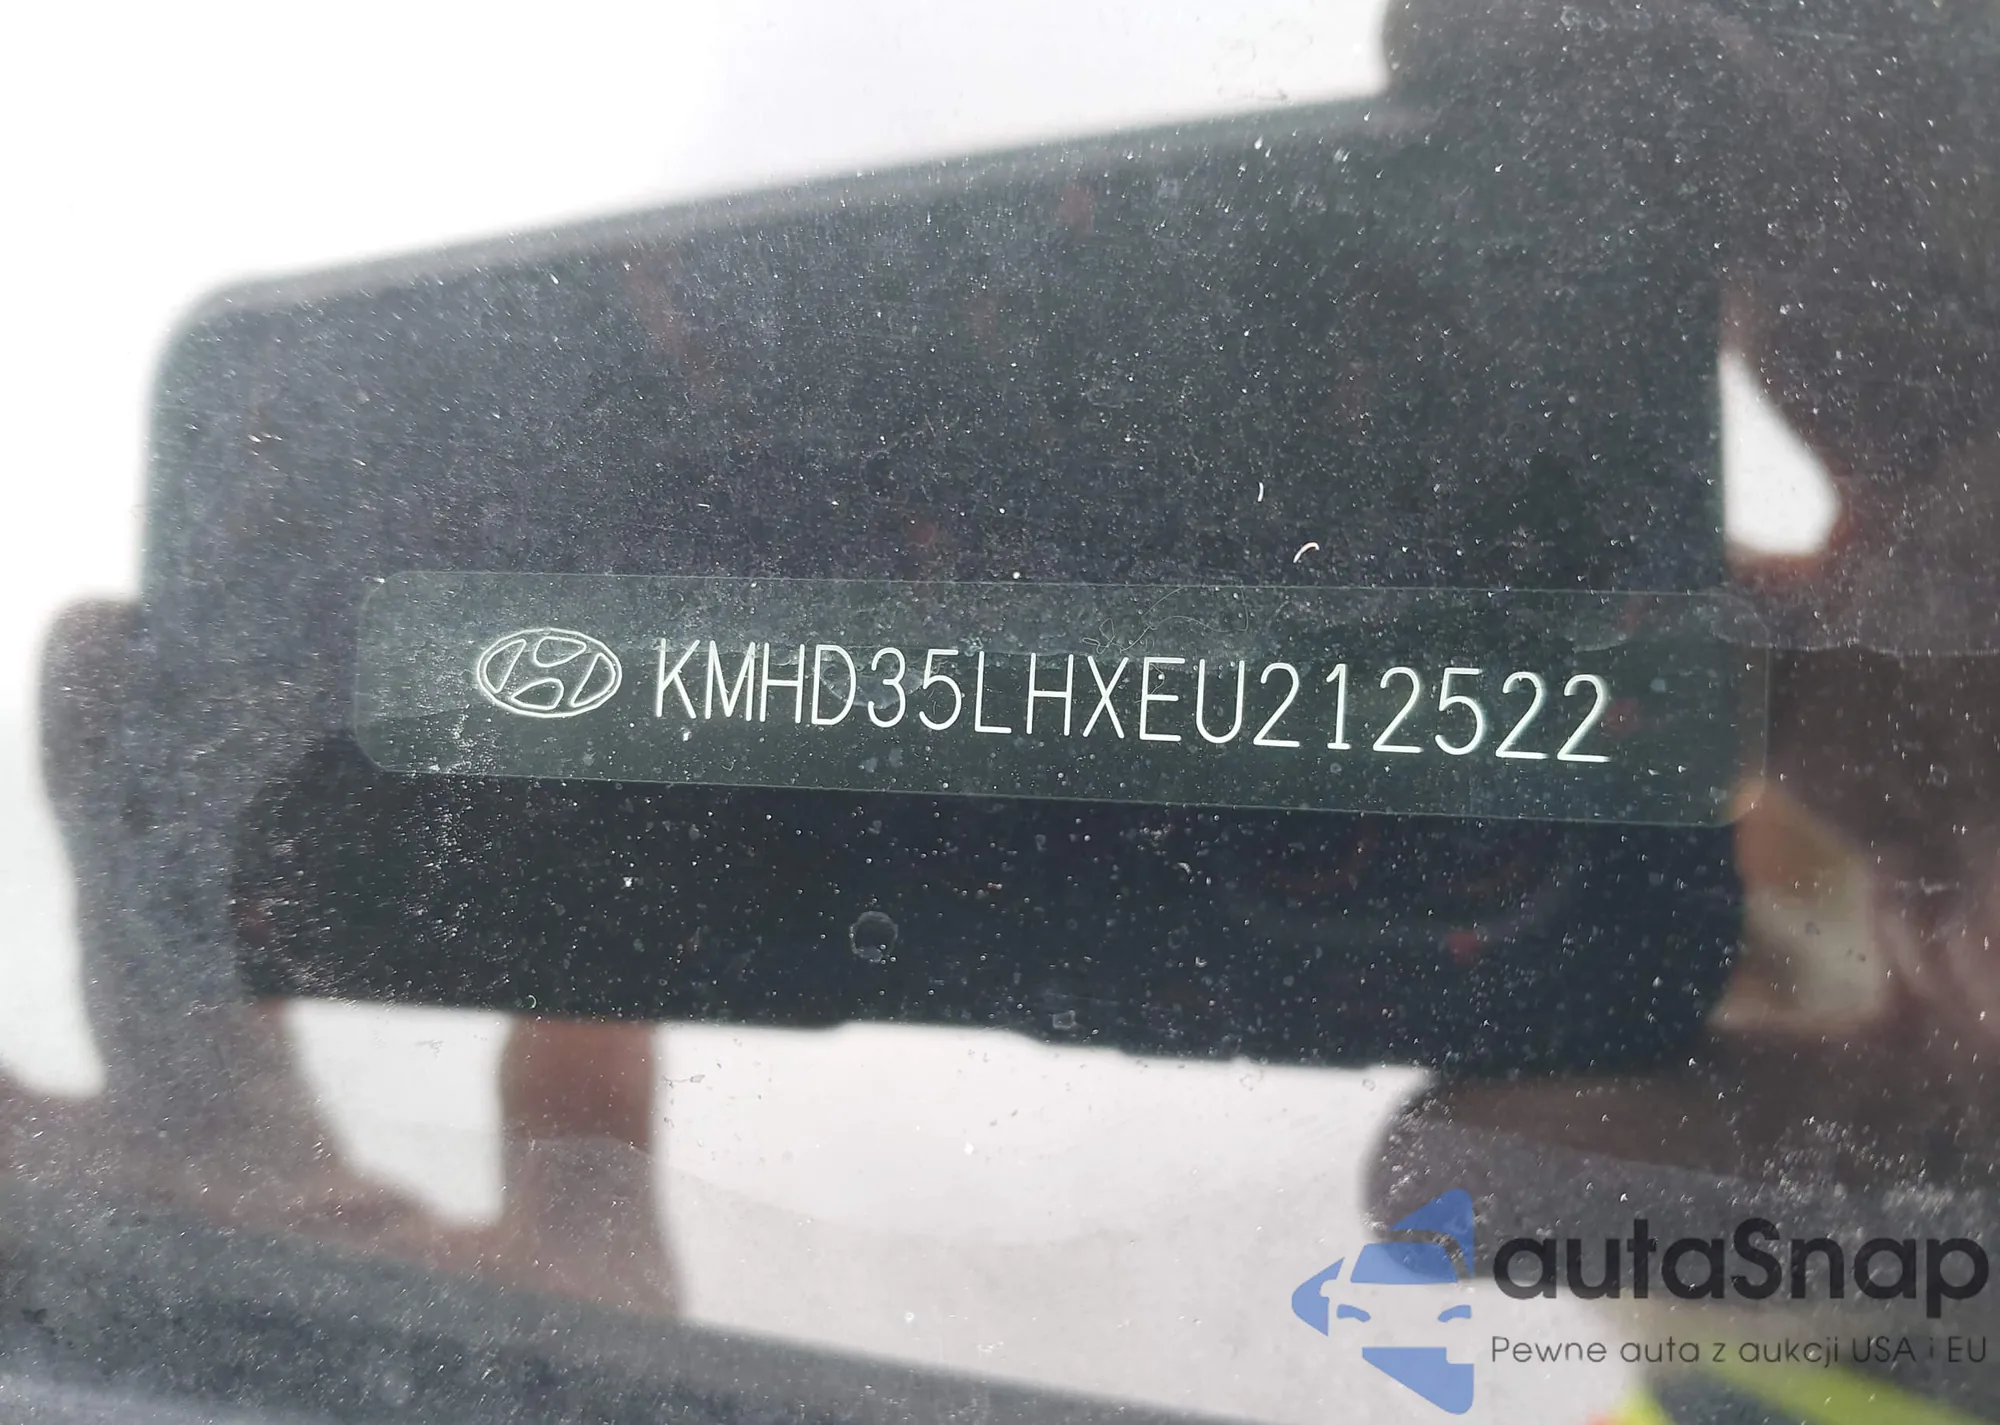 KMHD35LHXEU212522
autaSnap
Pewne auta z aukcji USA i EU